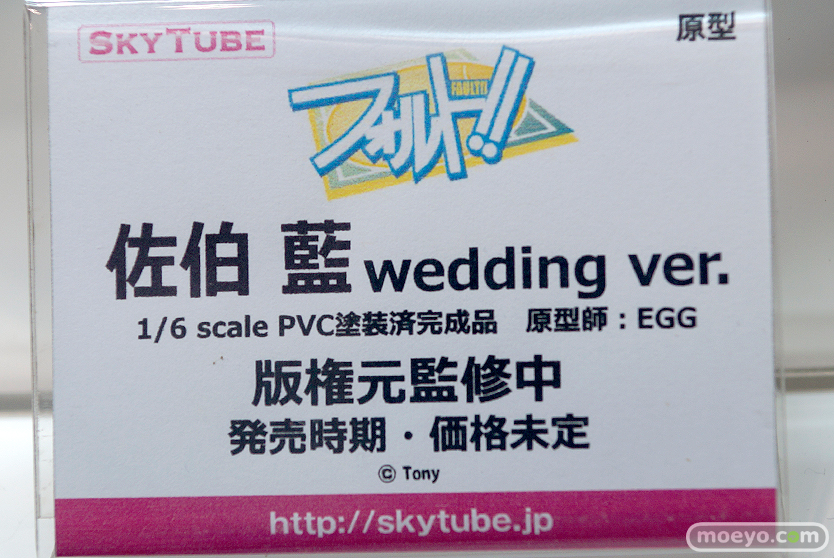 SKYTUBE
原型
FAULT!!
フォルト!!
佐伯 藍 wedding ver.
1/6 scale PVC塗装済完成品　原型師：EGG
版権元監修中
発売時期・価格未定
© Tony
http://skytube.jp
moeyo.com